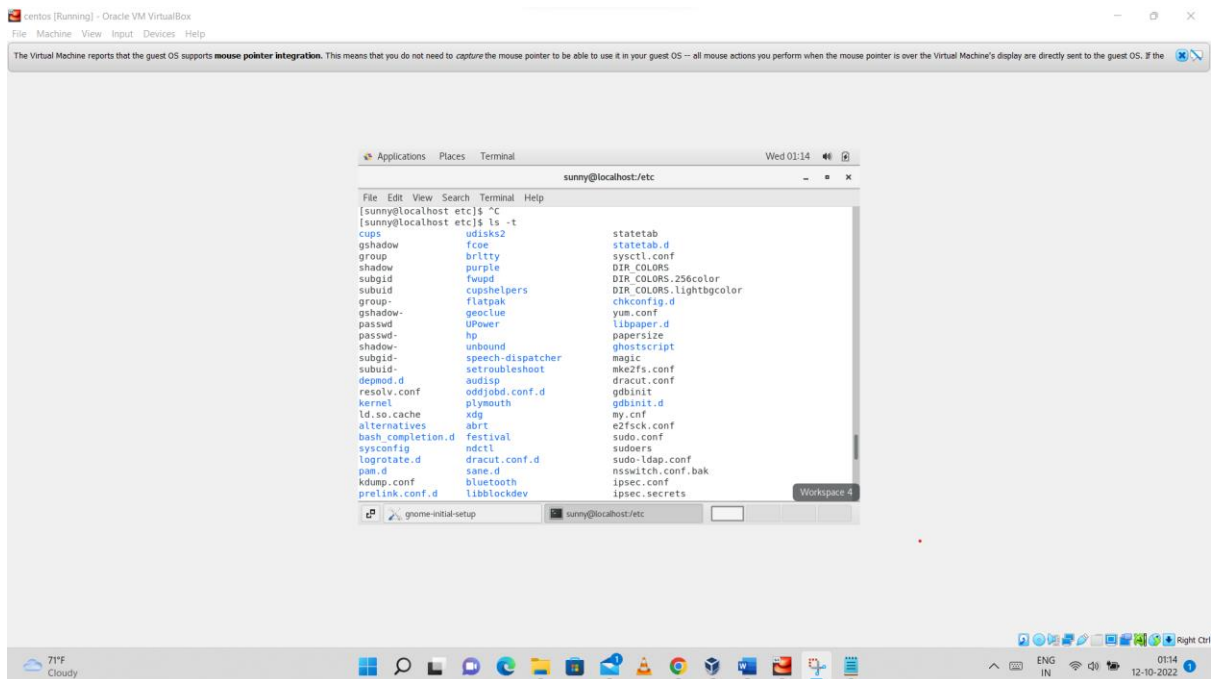 centos [Running] - Oracle VM VirtualBox
File Machine View Input Devices Help
The Virtual Machine reports that the guest OS supports mouse pointer integration. This means that you do not need to capture the mouse pointer to be able to use it in your guest OS -- all mouse actions you perform when the mouse pointer is over the Virtual Machine's display are directly sent to the guest OS. If the
Applications Places Terminal Wed 01:14
sunny@localhost:/etc
File Edit View Search Terminal Help
[sunny@localhost etc]$ ^C
[sunny@localhost etc]$ ls -t
cups udisks2 statetab
gshadow fcoe statetab.d
group brltty sysctl.conf
shadow purple DIR_COLORS
subgid fwupd DIR_COLORS.256color
subuid cupshelpers DIR_COLORS.lightbgcolor
group- flatpak chkconfig.d
gshadow- geoclue yum.conf
passwd UPower libpaper.d
passwd- hp papersize
shadow- unbound ghostscript
subgid- speech-dispatcher magic
subuid- setroubleshoot mke2fs.conf
depmod.d audisp dracut.conf
resolv.conf oddjobd.conf.d gdbinit
kernel plymouth gdbinit.d
ld.so.cache xdg my.cnf
alternatives abrt e2fsck.conf
bash_completion.d festival sudo.conf
sysconfig ndctl sudoers
logrotate.d dracut.conf.d sudo-ldap.conf
pam.d sane.d nsswitch.conf.bak
kdump.conf bluetooth ipsec.conf
prelink.conf.d libblockdev ipsec.secrets
Workspace 4
gnome-initial-setup sunny@localhost:/etc
Right Ctrl
71°F
Cloudy
ENG
IN
01:14
12-10-2022